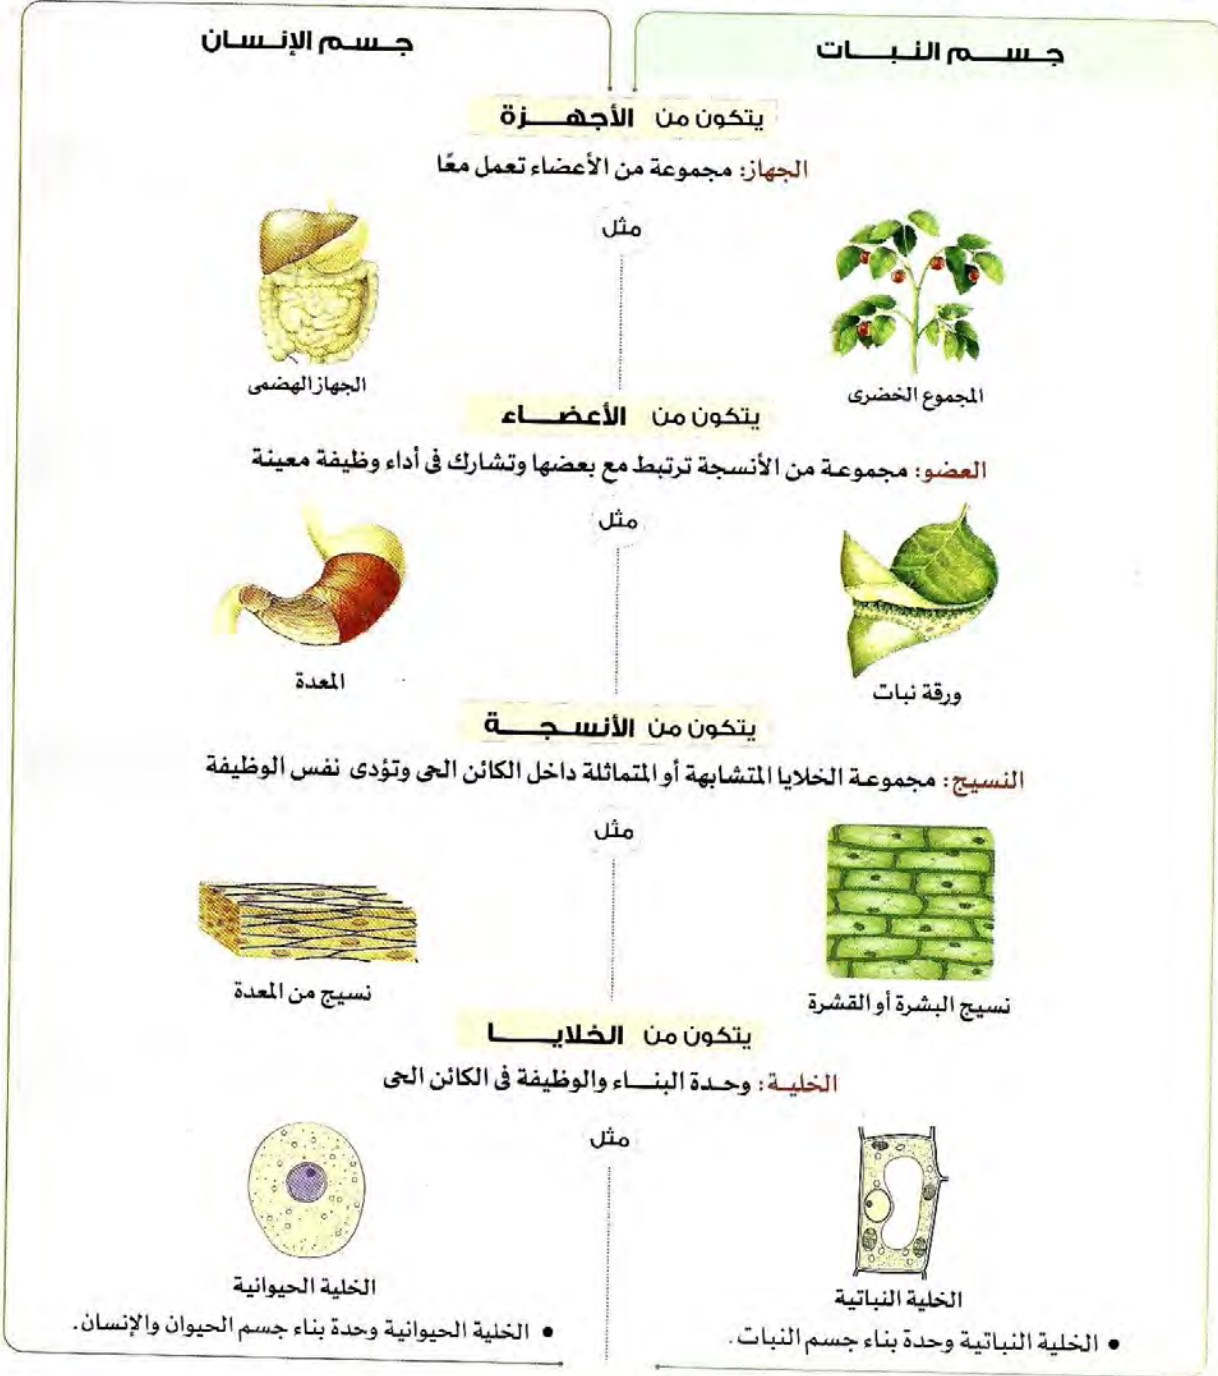 جسم النبات
جسم الإنسان
يتكون من الأجهزة
الجهاز: مجموعة من الأعضاء تعمل معًا
مثل
المجموع الخضرى
الجهاز الهضمى
يتكون من الأعضاء
العضو: مجموعة من الأنسجة ترتبط مع بعضها وتشارك فى أداء وظيفة معينة
مثل
ورقة نبات
المعدة
يتكون من الأنسجة
النسيج: مجموعة الخلايا المتشابهة أو المتماثلة داخل الكائن الحى وتؤدى نفس الوظيفة
مثل
نسيج البشرة أو القشرة
نسيج من المعدة
يتكون من الخلايا
الخلية: وحدة البناء والوظيفة فى الكائن الحى
مثل
الخلية النباتية
الخلية الحيوانية
• الخلية النباتية وحدة بناء جسم النبات.
• الخلية الحيوانية وحدة بناء جسم الحيوان والإنسان.